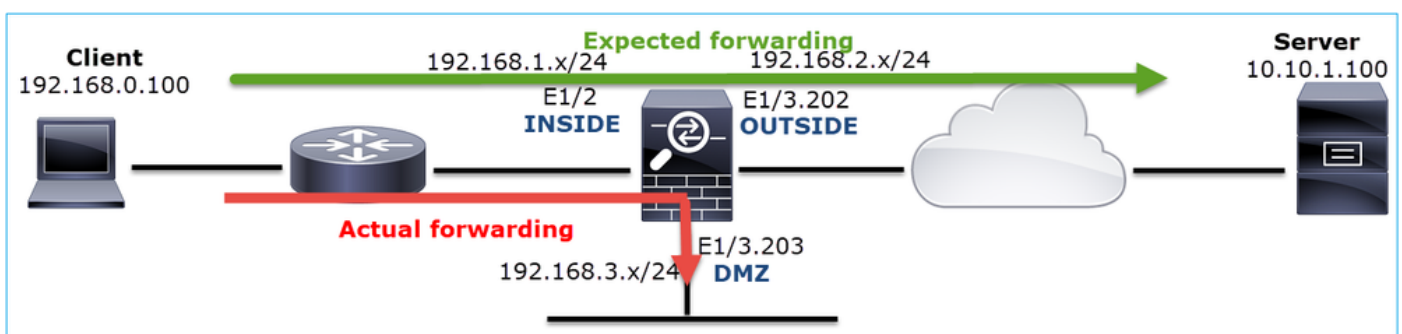 Expected forwarding
Client
192.168.0.100
192.168.1.x/24
192.168.2.x/24
Server
10.10.1.100
E1/2
INSIDE
E1/3.202
OUTSIDE
Actual forwarding
E1/3.203
192.168.3.x/24
DMZ